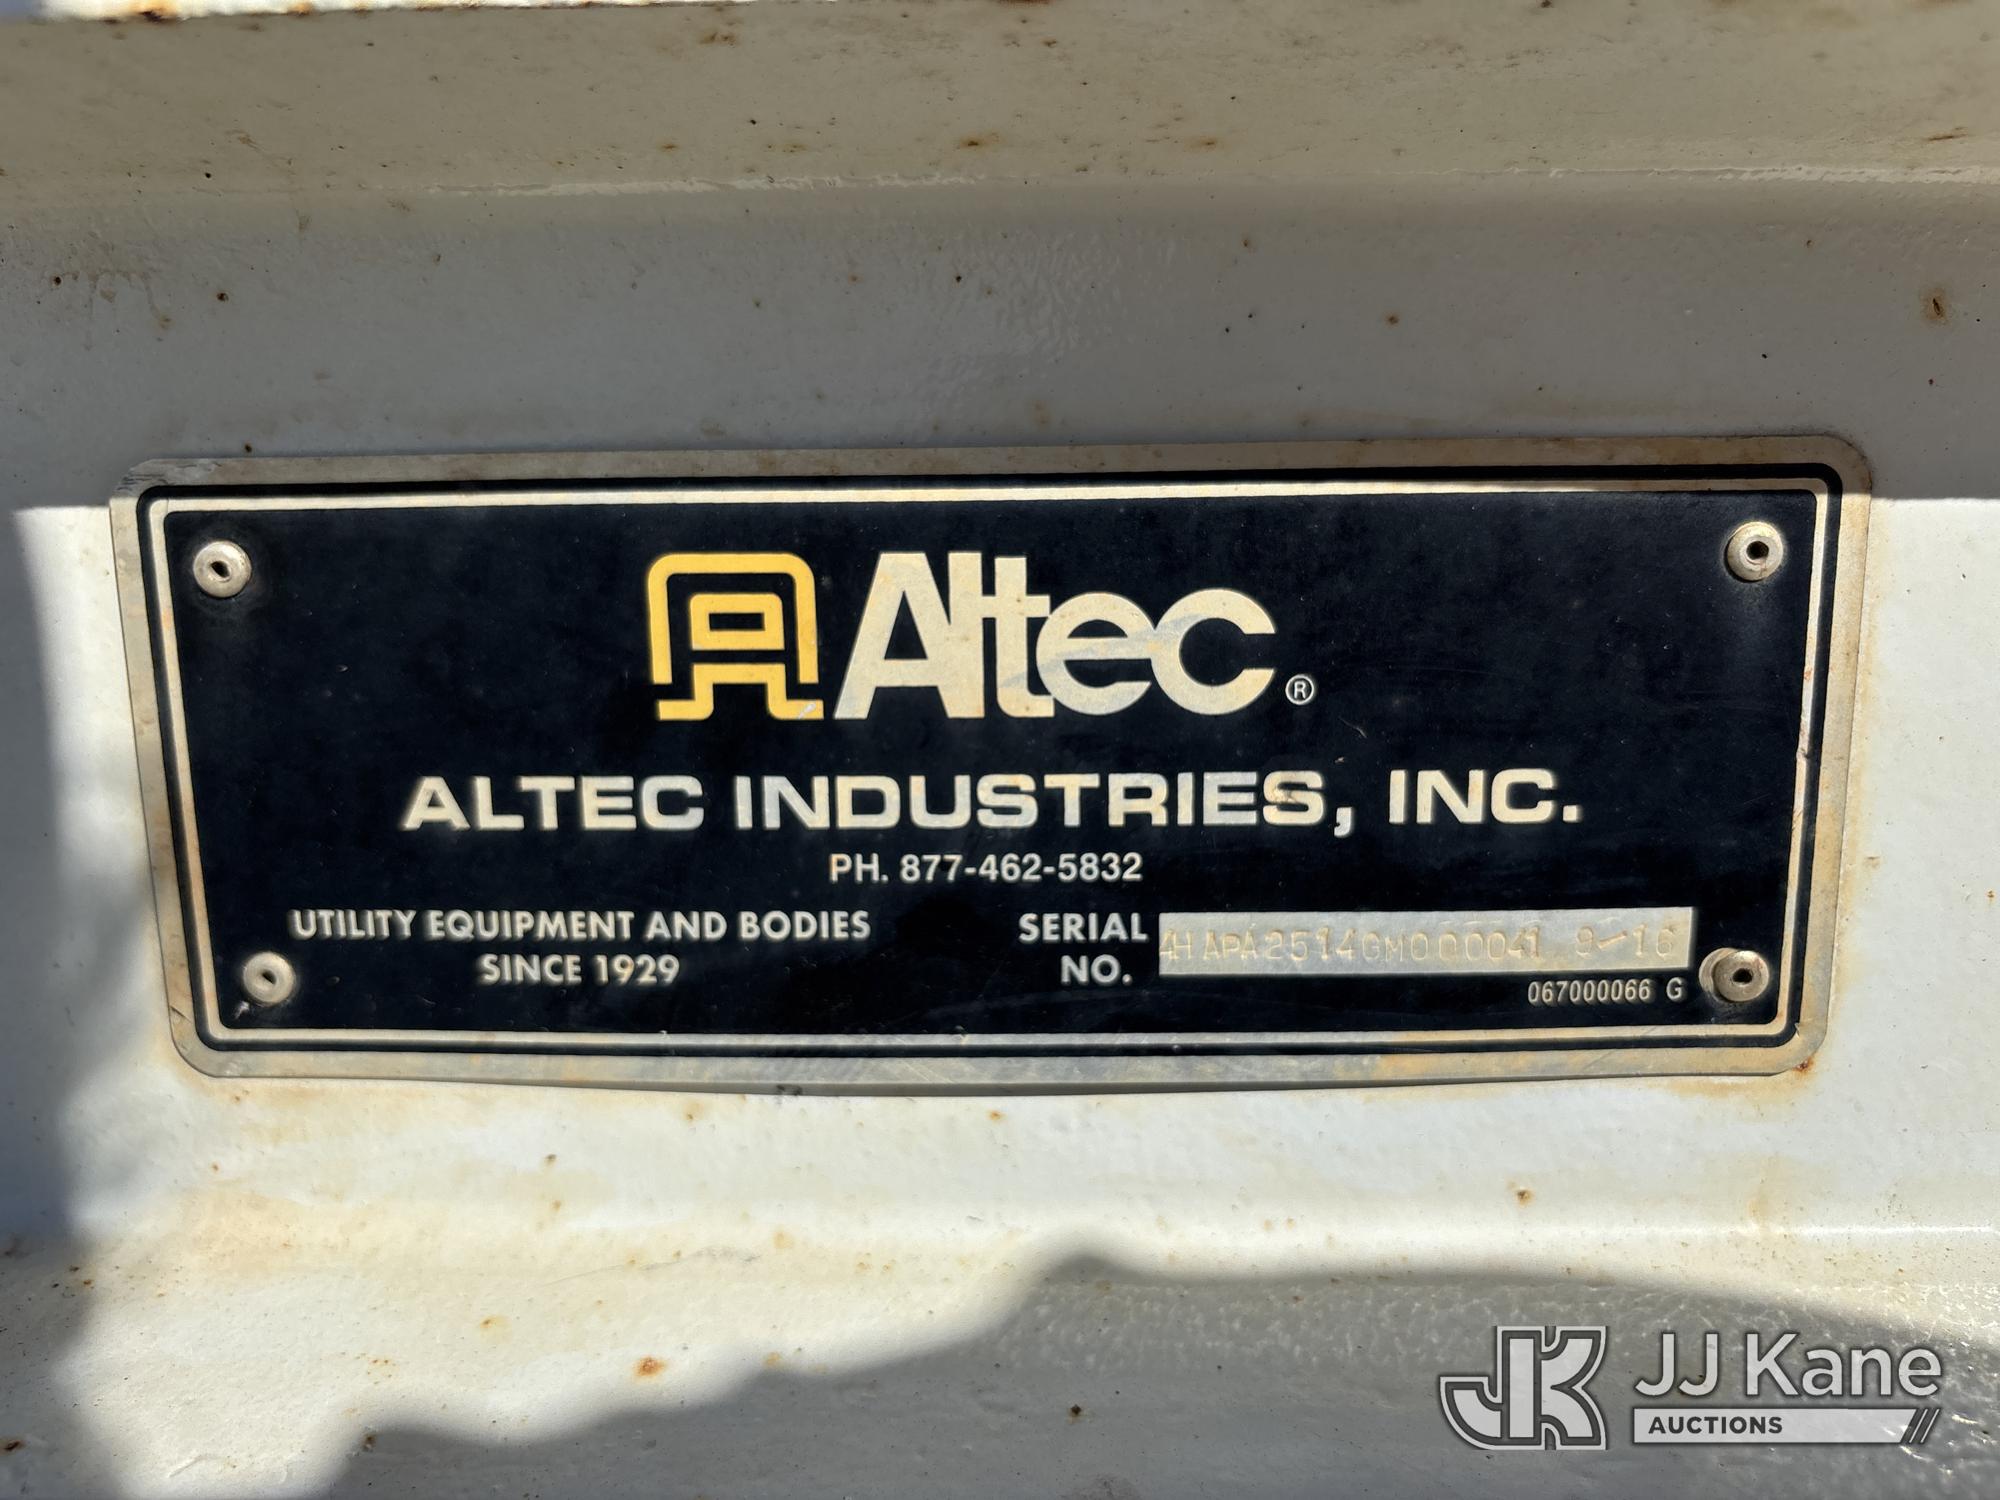 Altec®
ALTEC INDUSTRIES, INC.
PH. 877-462-5832
UTILITY EQUIPMENT AND BODIES
SINCE 1929
SERIAL
NO.
4HAPA2514GM000041 9-16
067000066 G
JK JJ Kane
AUCTIONS